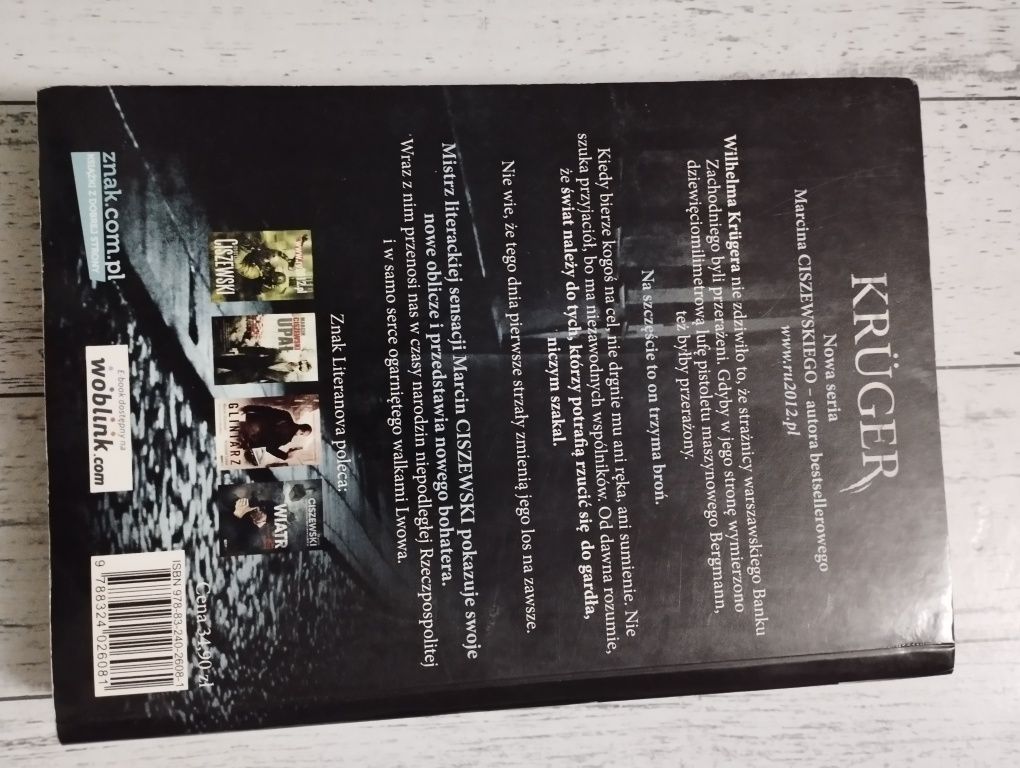 KRÜGER
Nowa seria
Marcina CISZEWSKIEGO – autora bestsellerowego
www.ru2012.pl
Wilhelma Krügera nie zdziwiło to, że strażnicy warszawskiego Banku
Zachodniego byli przerażeni. Gdyby w jego stronę wymierzono
dziewięciomilimetrową lufę pistoletu maszynowego Bergmann,
też byłby przerażony.
Na szczęście to on trzyma broń.
Kiedy bierze kogoś na cel, nie drgnie mu ani ręka, ani sumienie. Nie
szuka przyjaciół, bo ma niezawodnych wspólników. Od dawna rozumie,
że świat należy do tych, którzy potrafią rzucić się do gardła,
niczym szakal.
Nie wie, że tego dnia pierwsze strzały zmienią jego los na zawsze.
Mistrz literackiej sensacji Marcin CISZEWSKI pokazuje swoje
nowe oblicze i przedstawia nowego bohatera.
Wraz z nim przenosi nas w czasy narodzin niepodległej Rzeczpospolitej
i w samo serce ogarniętego walkami Lwowa.
Znak Literanova poleca:
CISZEWSKI
CISZEWSKI
UPAŁ
GLINIARZ
CISZEWSKI
WIATR
znak.com.pl
KSIĄŻKI Z DOBREJ STRONY
E book dostępny na
woblink.com
Cena 34,90 zł
ISBN 978-83-240-2608-1
9 788324 026081